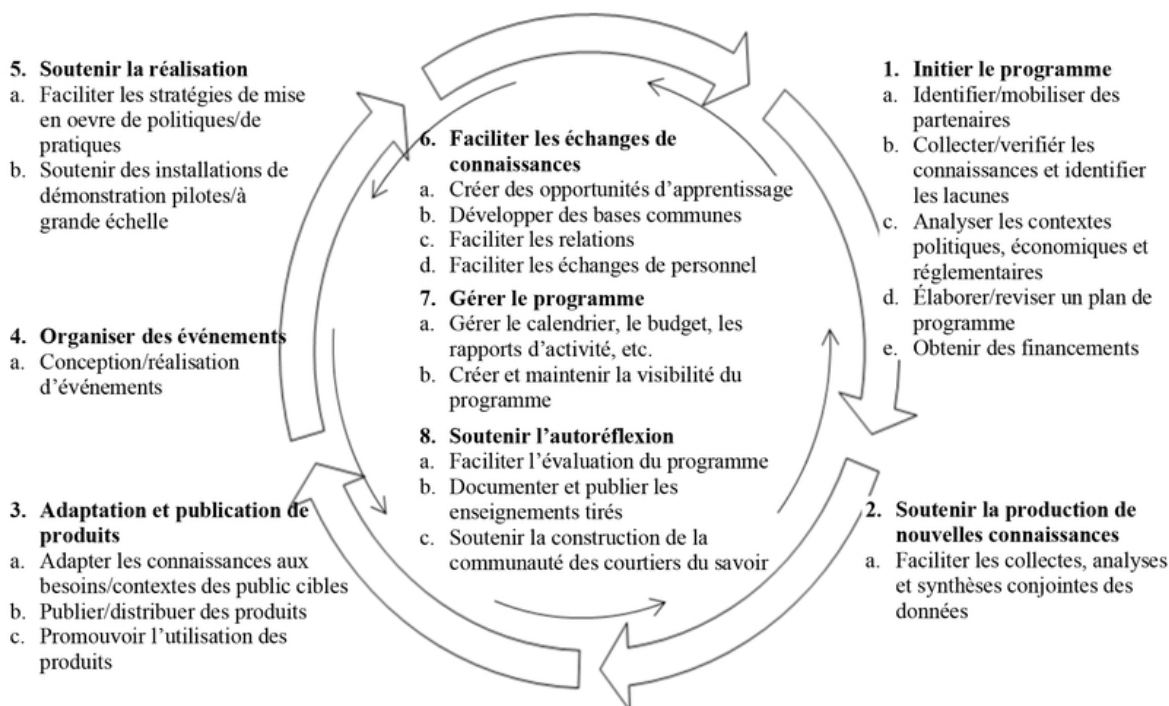 5. Soutenir la réalisation
a. Faciliter les stratégies de mise
en oevre de politiques/de
pratiques
b. Soutenir des installations de
démonstration pilotes/à
grande échelle
4. Organiser des événements
a. Conception/réalisation
d'événements
3. Adaptation et publication de
produits
a. Adapter les connaissances aux
besoins/contextes des public cibles
b. Publier/distribuer des produits
c. Promouvoir l'utilisation des
produits
6. Faciliter les échanges de
connaissances
a. Créer des opportunités d'apprentissage
b. Développer des bases communes
c. Faciliter les relations
d. Faciliter les échanges de personnel
7. Gérer le programme
a. Gérer le calendrier, le budget, les
rapports d'activité, etc.
b. Créer et maintenir la visibilité du
programme
8. Soutenir l'autoréflexion
a. Faciliter l'évaluation du programme
b. Documenter et publier les
enseignements tirés
c. Soutenir la construction de la
communauté des courtiers du savoir
1. Initier le programme
a. Identifier/mobiliser des
partenaires
b. Collecter/verifiér les
connaissances et identifier
les lacunes
c. Analyser les contextes
politiques, économiques et
réglementaires
d. Élaborer/reviser un plan de
programme
e. Obtenir des financements
2. Soutenir la production de
nouvelles connaissances
a. Faciliter les collectes, analyses
et synthèses conjointes des
données